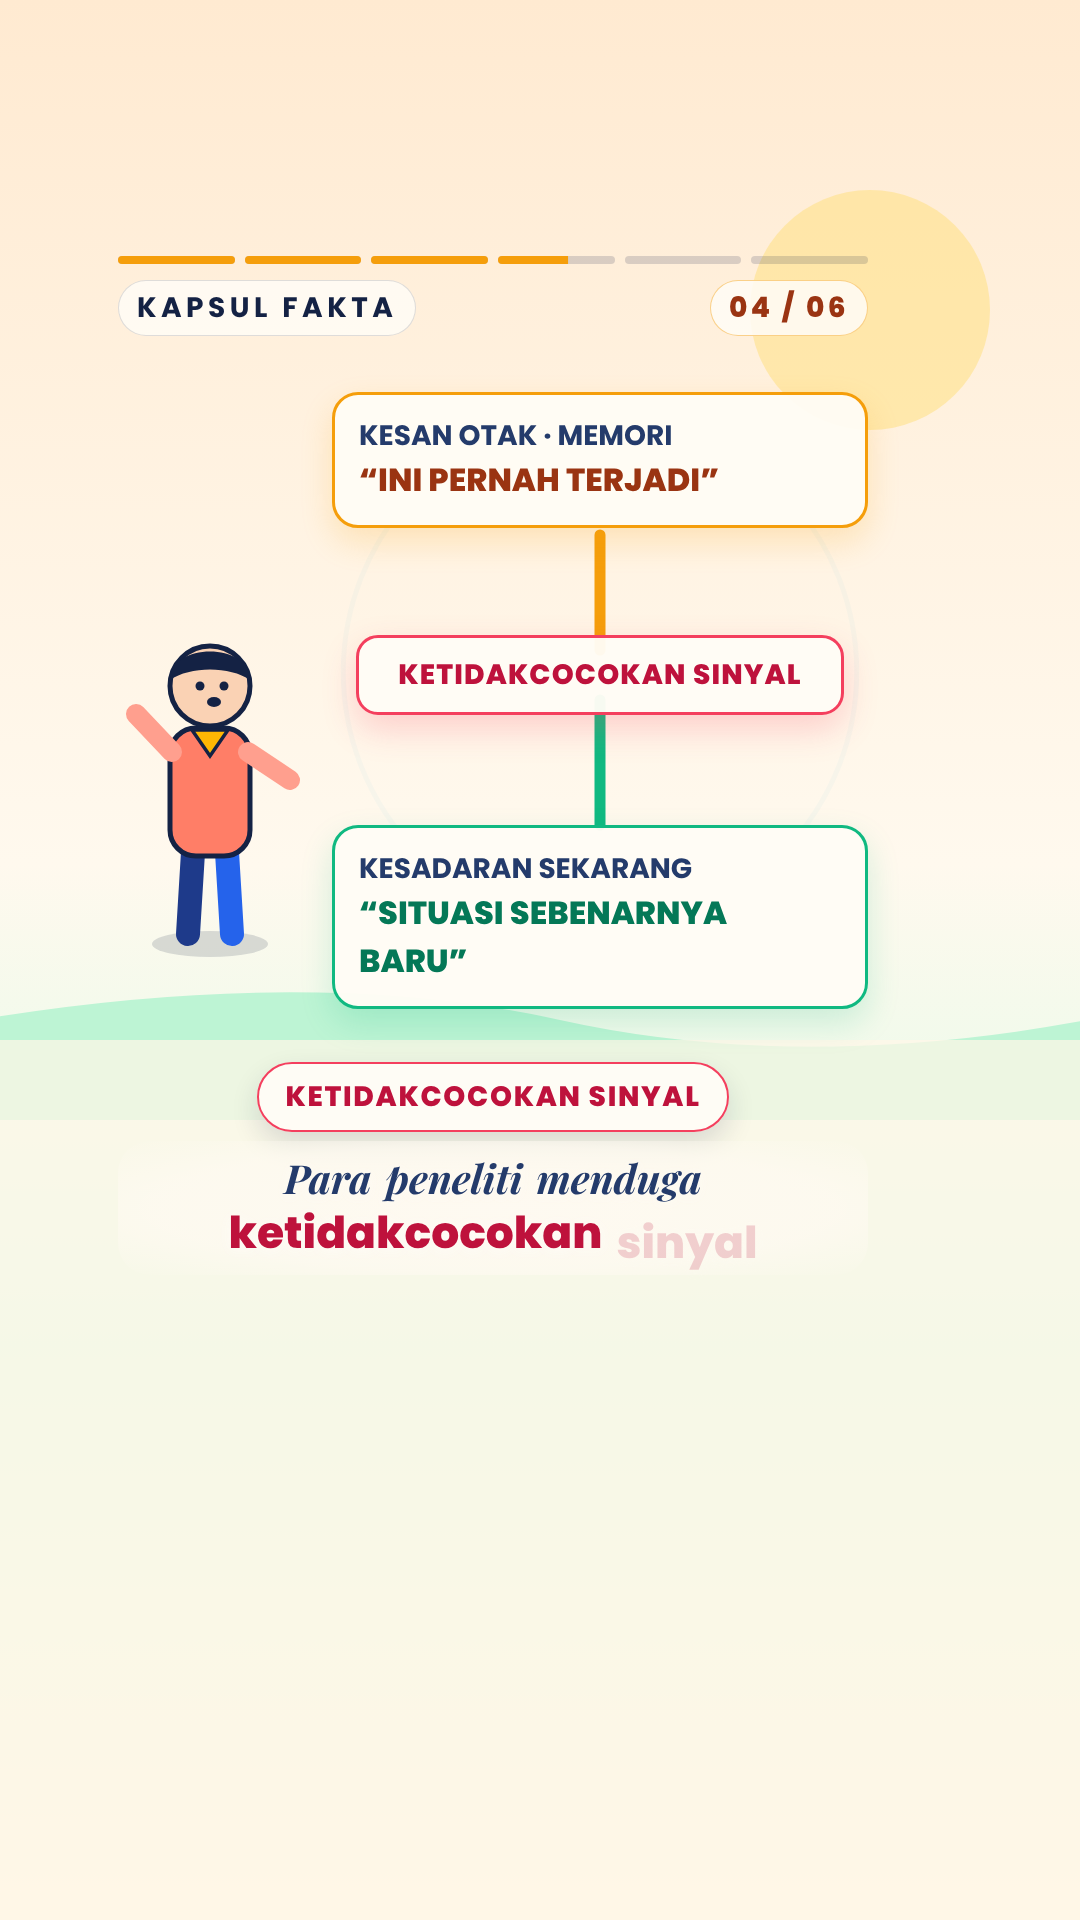 KAPSUL FAKTA
04 / 06
KESAN OTAK · MEMORI
“INI PERNAH TERJADI”
KETIDAKCOCOKAN SINYAL
KESADARAN SEKARANG
“SITUASI SEBENARNYA
BARU”
KETIDAKCOCOKAN SINYAL
Para peneliti menduga
ketidakcocokan sinyal